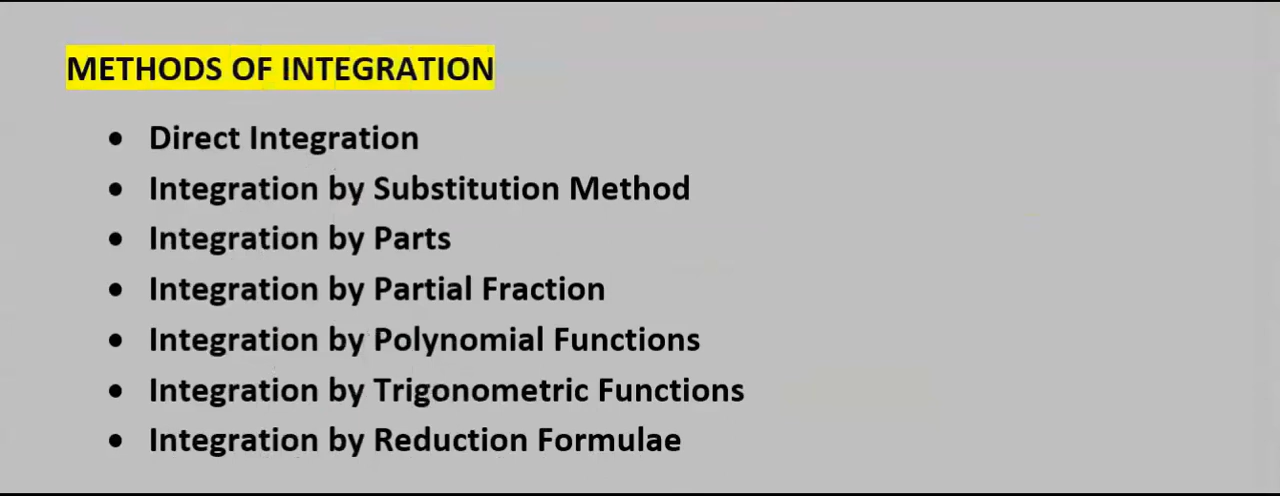 METHODS OF INTEGRATION
• Direct Integration
• Integration by Substitution Method
• Integration by Parts
• Integration by Partial Fraction
• Integration by Polynomial Functions
• Integration by Trigonometric Functions
• Integration by Reduction Formulae